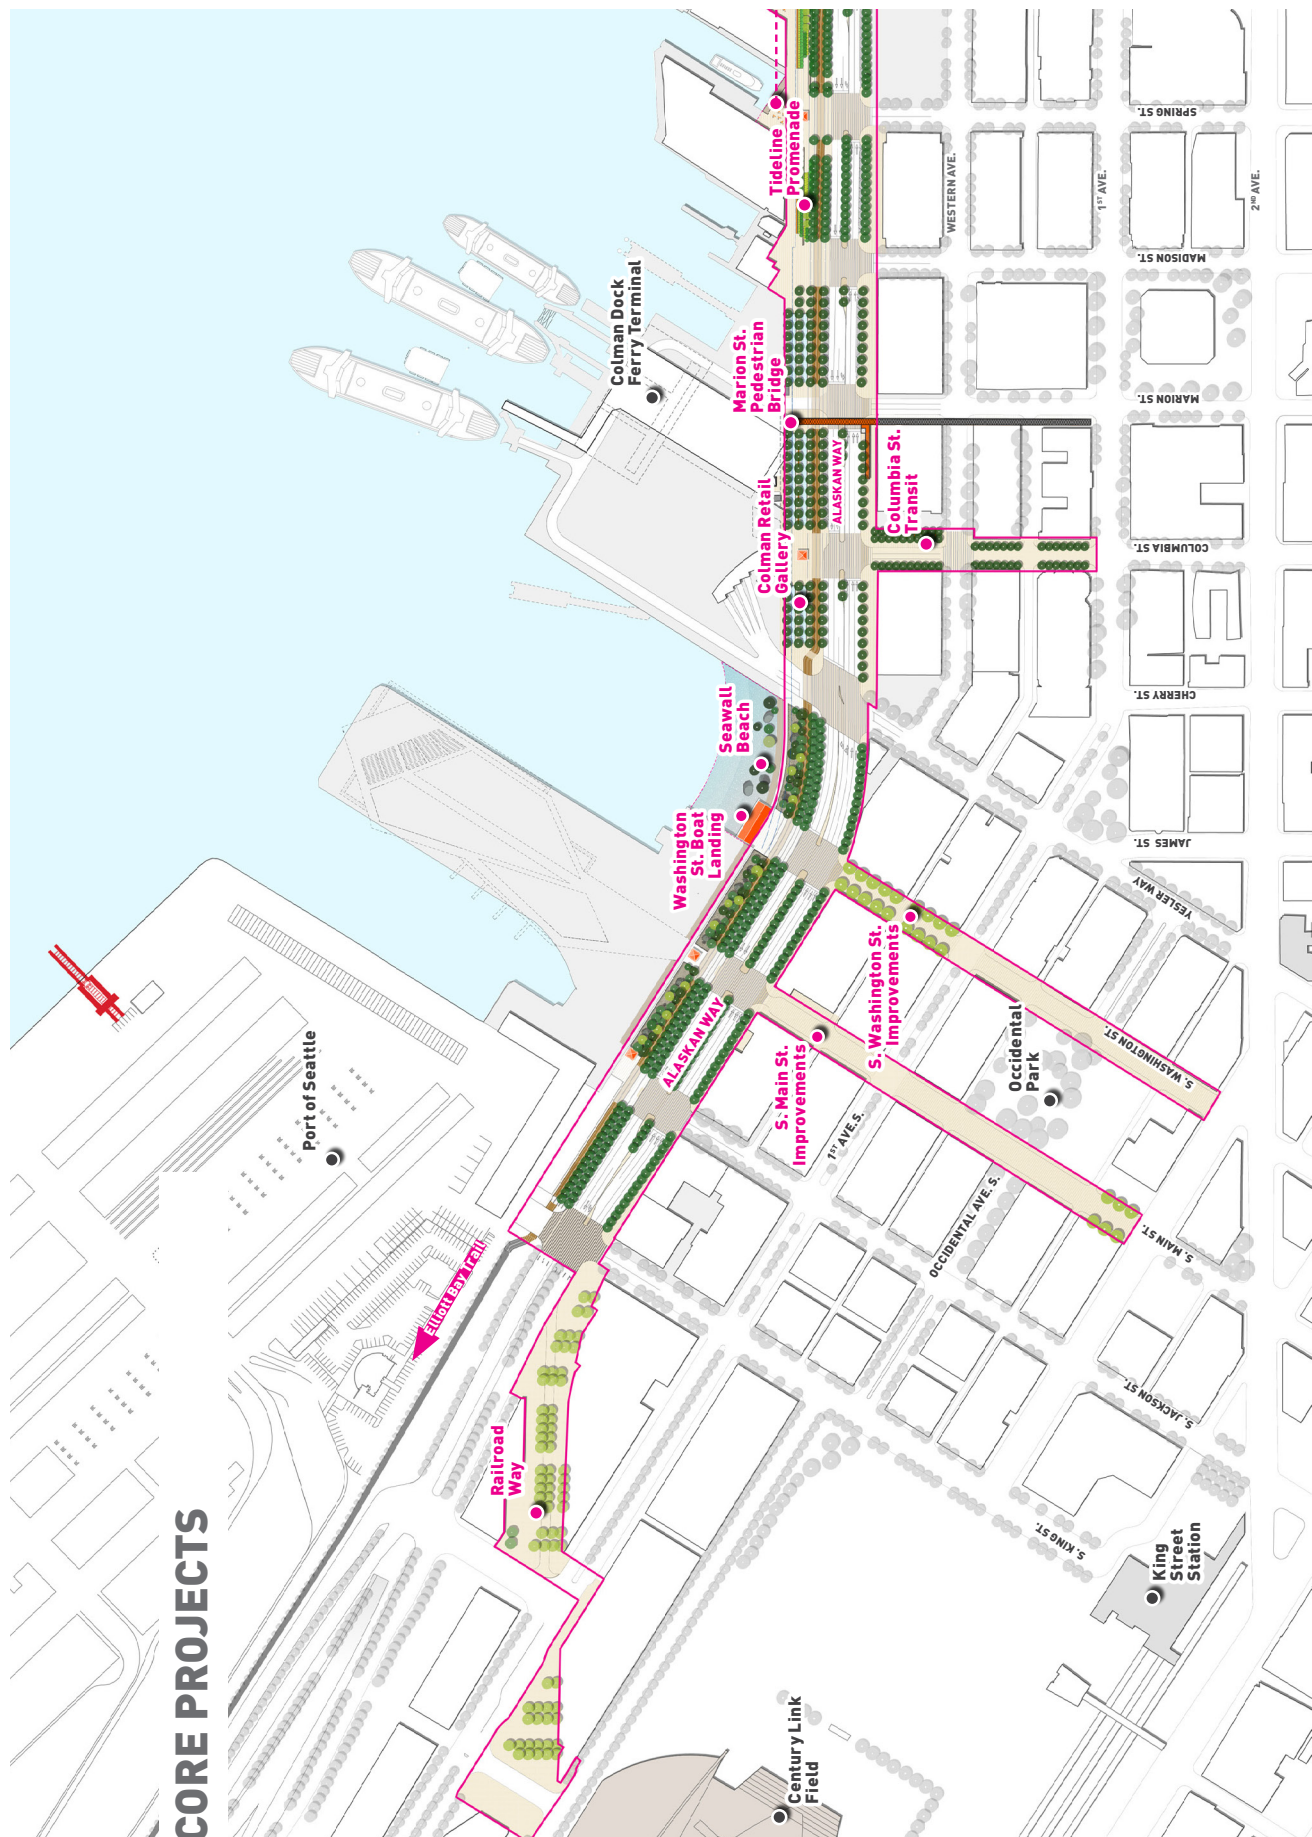 CORE PROJECTS
Port of Seattle
Elliott Bay Trail
Railroad
Way
Century Link
Field
King
Street
Station
S. KING ST.
S. JACKSON ST.
S. MAIN ST.
S. WASHINGTON ST.
OCCIDENTAL AVE. S.
1ST AVE.S.
Occidental
Park
S. Main St.
Improvements
S. Washington St.
Improvements
ALASKAN WAY
Washington
St. Boat
Landing
Seawall
Beach
YESLER WAY
JAMES ST.
CHERRY ST.
COLUMBIA ST.
Colman Retail
Gallery
Columbia St.
Transit
ALASKAN WAY
Marion St.
Pedestrian
Bridge
Colman Dock
Ferry Terminal
MARION ST.
MADISON ST.
Tideline
Promenade
WESTERN AVE.
1ST AVE.
2ND AVE.
SPRING ST.